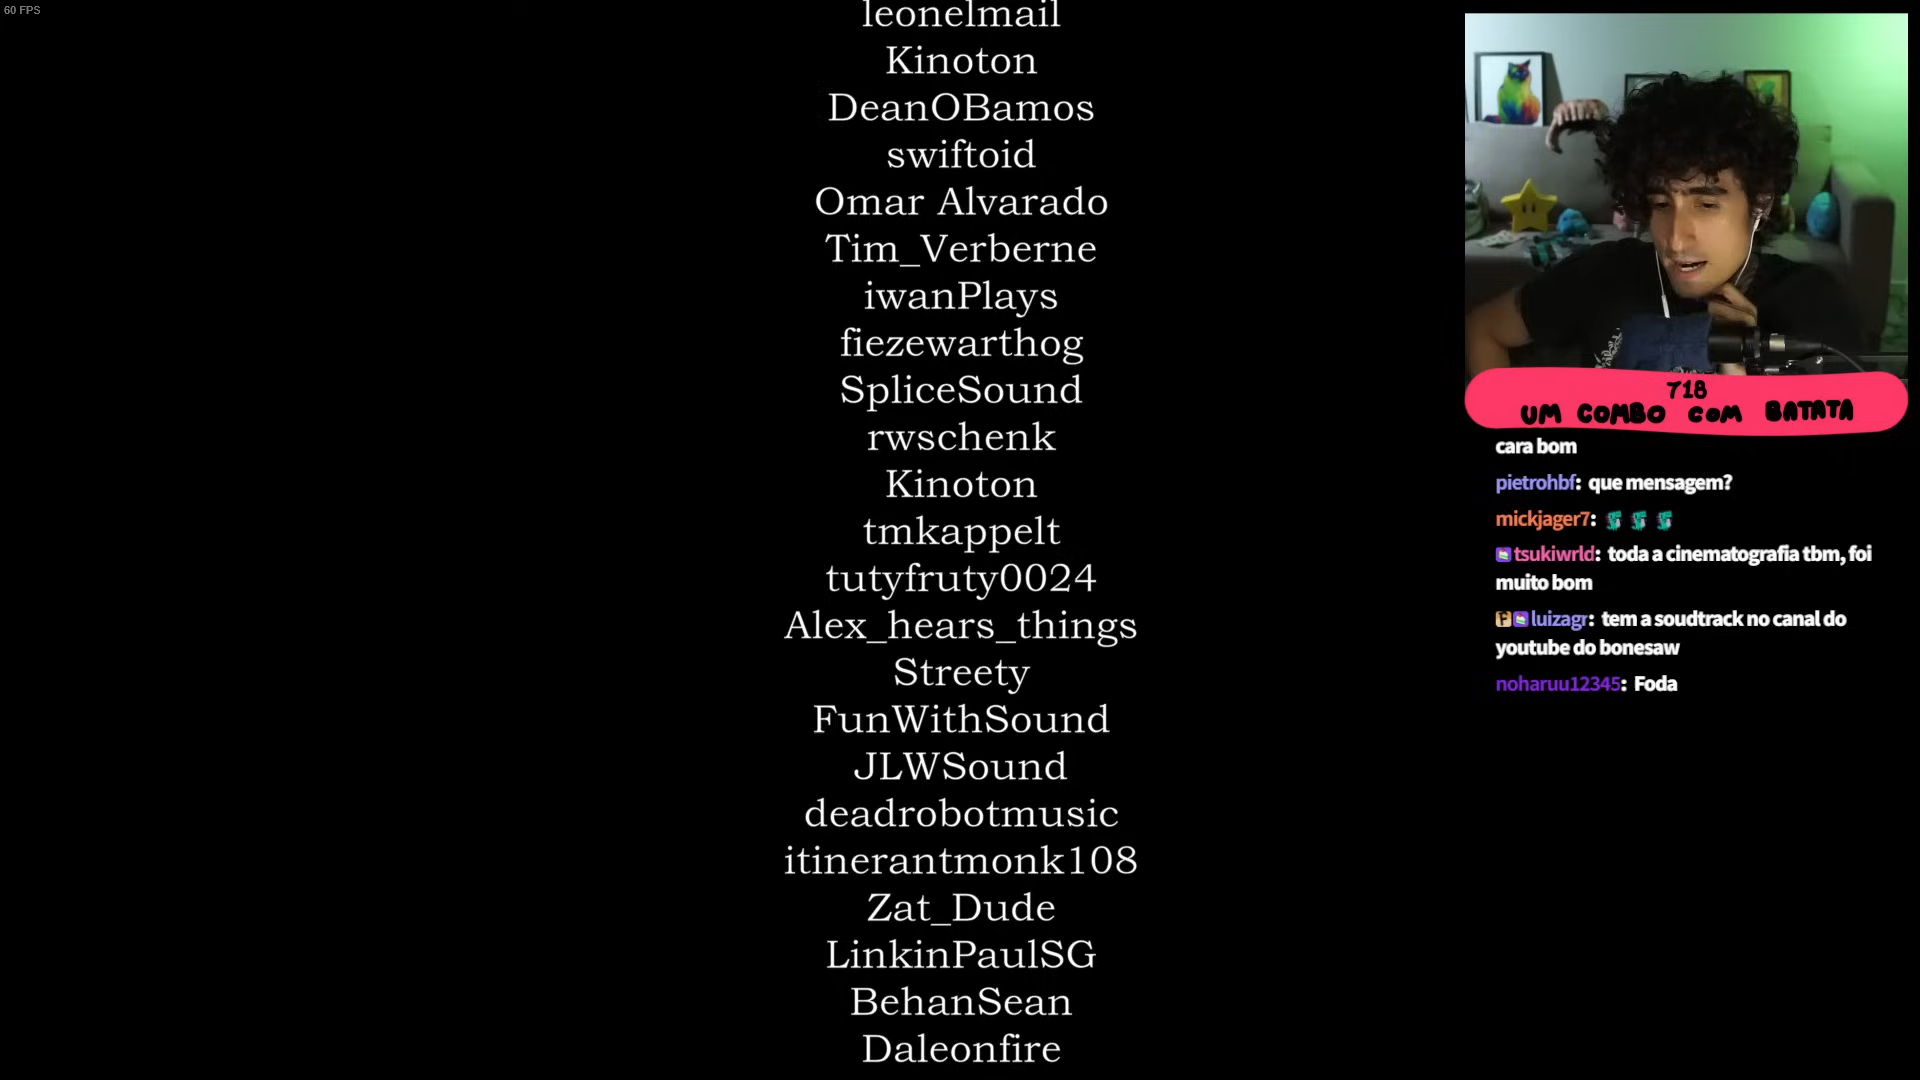 60 FPS
leonelmail
Kinoton
DeanOBamos
swiftoid
Omar Alvarado
Tim_Verberne
iwanPlays
fiezewarthog
SpliceSound
rwschenk
Kinoton
tmkappelt
tutyfruty0024
Alex_hears_things
Streety
FunWithSound
JLWSound
deadrobotmusic
itinerantmonk108
Zat_Dude
LinkinPaulSG
BehanSean
Daleonfire
718
UM COMBO COM BATATA
cara bom
pietrohbf: que mensagem?
mickjager7:
tsukiwrld: toda a cinematografia tbm, foi
muito bom
luizagr: tem a soudtrack no canal do
youtube do bonesaw
noharuu12345: Foda